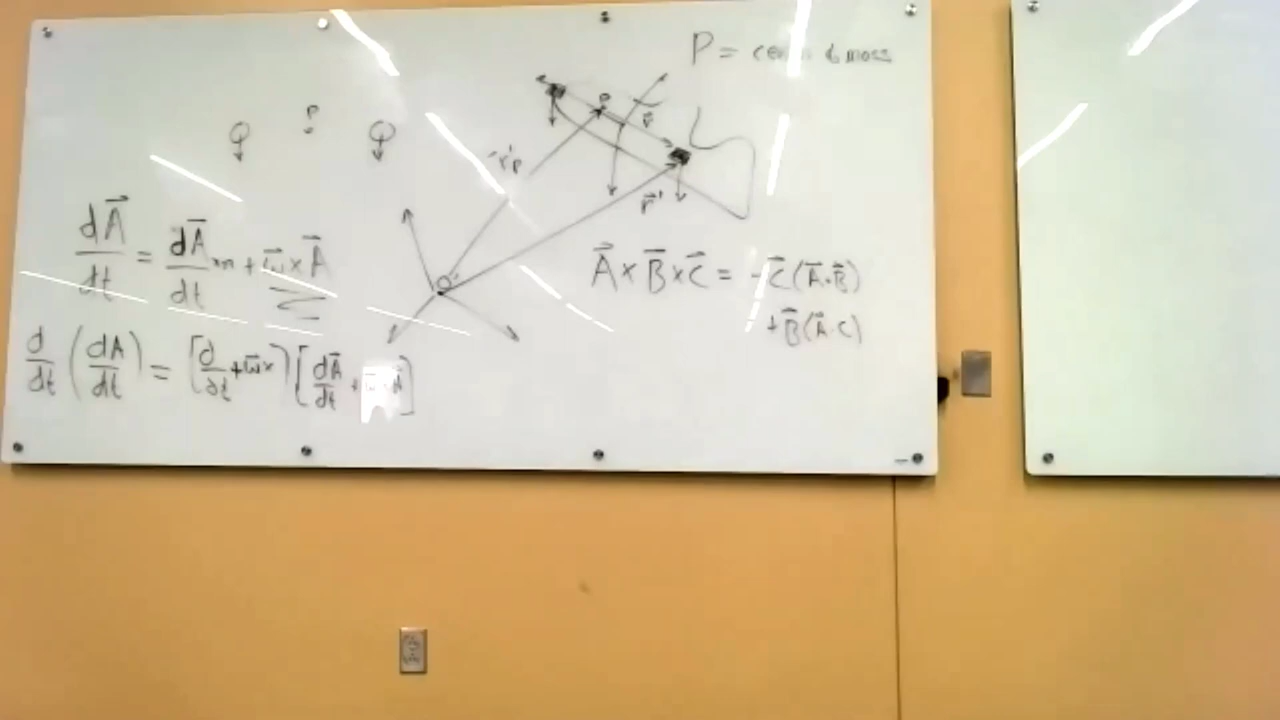 P = center of mass
P
P
r⃗'p
r⃗
r⃗'
O'
dA⃗/dt = dA⃗/dt rot + ω⃗ × A⃗
A⃗ × B⃗ × C⃗ = -C⃗(A⃗·B⃗)
+B⃗(A⃗·C)
d/dt (dA/dt) = [d/dt + ω⃗×] [dA⃗/dt + ω⃗×A⃗]